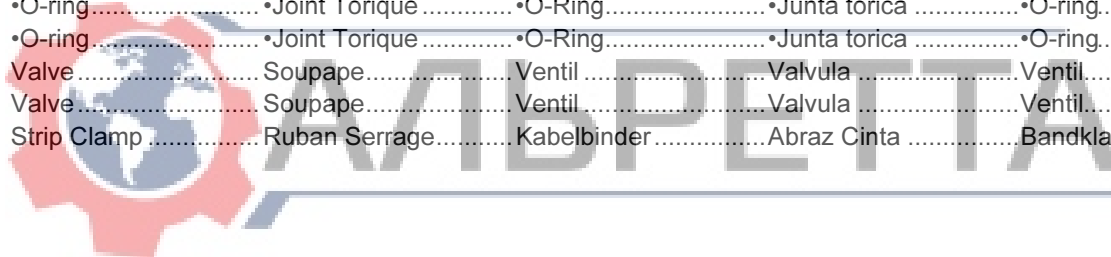 •O-ring..................... •Joint Torique ............. •O-Ring........................ •Junta torica ................ •O-ring..
•O-ring..................... •Joint Torique ............. •O-Ring........................ •Junta torica ................ •O-ring..
Valve.......................... Soupape..................... Ventil .......................... Valvula ........................ Ventil....
Valve.......................... Soupape..................... Ventil .......................... Valvula ....................... Ventil....
Strip Clamp ................ Ruban Serrage........... Kabelbinder ................ Abraz Cinta ................ Bandkla
АЛЬРЕТТА